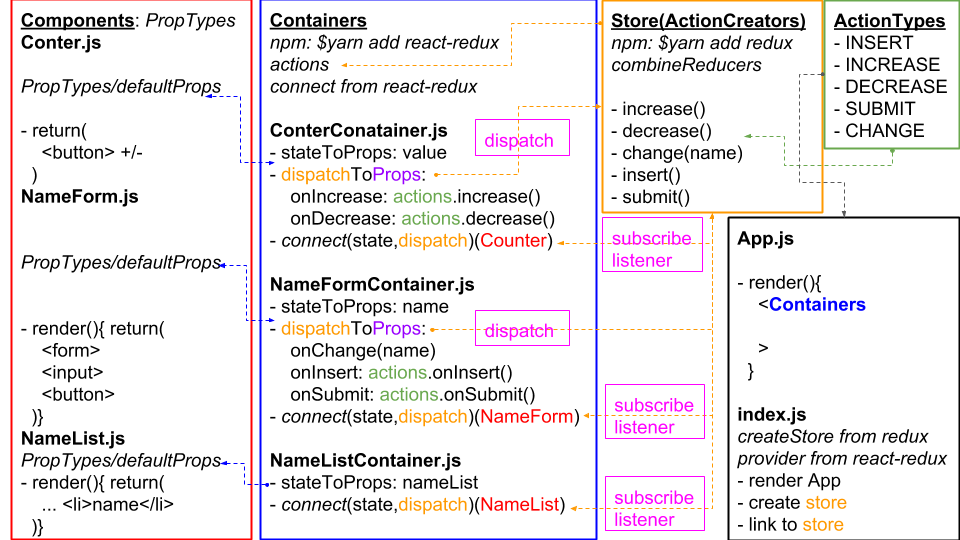 Components: PropTypes
Conter.js
PropTypes/defaultProps
- return(
<button> +/-
)
NameForm.js
PropTypes/defaultProps
- render(){ return(
<form>
<input>
<button>
)}
NameList.js
PropTypes/defaultProps
- render(){ return(
... <li>name</li>
)}
Containers
npm: $yarn add react-redux
actions
connect from react-redux
ConterConatainer.js
- stateToProps: value
- dispatchToProps:
onIncrease: actions.increase()
onDecrease: actions.decrease()
- connect(state,dispatch)(Counter)
NameFormContainer.js
- stateToProps: name
- dispatchToProps:
onChange(name)
onInsert: actions.onInsert()
onSubmit: actions.onSubmit()
- connect(state,dispatch)(NameForm)
NameListContainer.js
- stateToProps: nameList
- connect(state,dispatch)(NameList)
dispatch
dispatch
Store(ActionCreators)
npm: $yarn add redux
combineReducers
- increase()
- decrease()
- change(name)
- insert()
- submit()
subscribe
listener
subscribe
listener
subscribe
listener
ActionTypes
- INSERT
- INCREASE
- DECREASE
- SUBMIT
- CHANGE
App.js
- render(){
<Containers
>
}
index.js
createStore from redux
provider from react-redux
- render App
- create store
- link to store